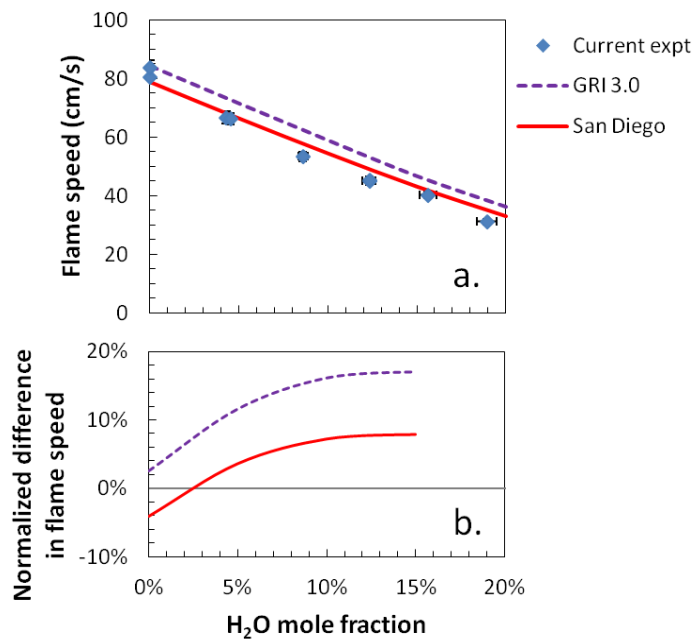 100
80
60
40
20
0
Flame speed (cm/s)
a.
Current expt
GRI 3.0
San Diego
20%
10%
0%
-10%
Normalized difference
in flame speed
b.
0%
5%
10%
15%
20%
H₂O mole fraction